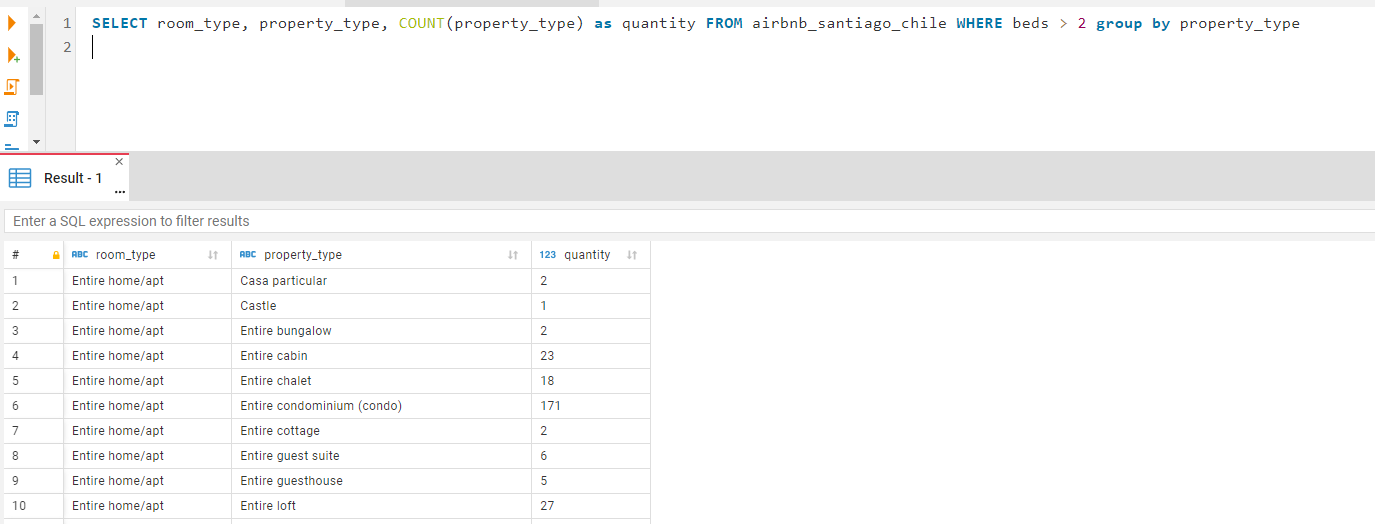 1 SELECT room_type, property_type, COUNT(property_type) as quantity FROM airbnb_santiago_chile WHERE beds > 2 group by property_type
2
Result - 1
Enter a SQL expression to filter results
# ABC room_type ABC property_type 123 quantity
1 Entire home/apt Casa particular 2
2 Entire home/apt Castle 1
3 Entire home/apt Entire bungalow 2
4 Entire home/apt Entire cabin 23
5 Entire home/apt Entire chalet 18
6 Entire home/apt Entire condominium (condo) 171
7 Entire home/apt Entire cottage 2
8 Entire home/apt Entire guest suite 6
9 Entire home/apt Entire guesthouse 5
10 Entire home/apt Entire loft 27